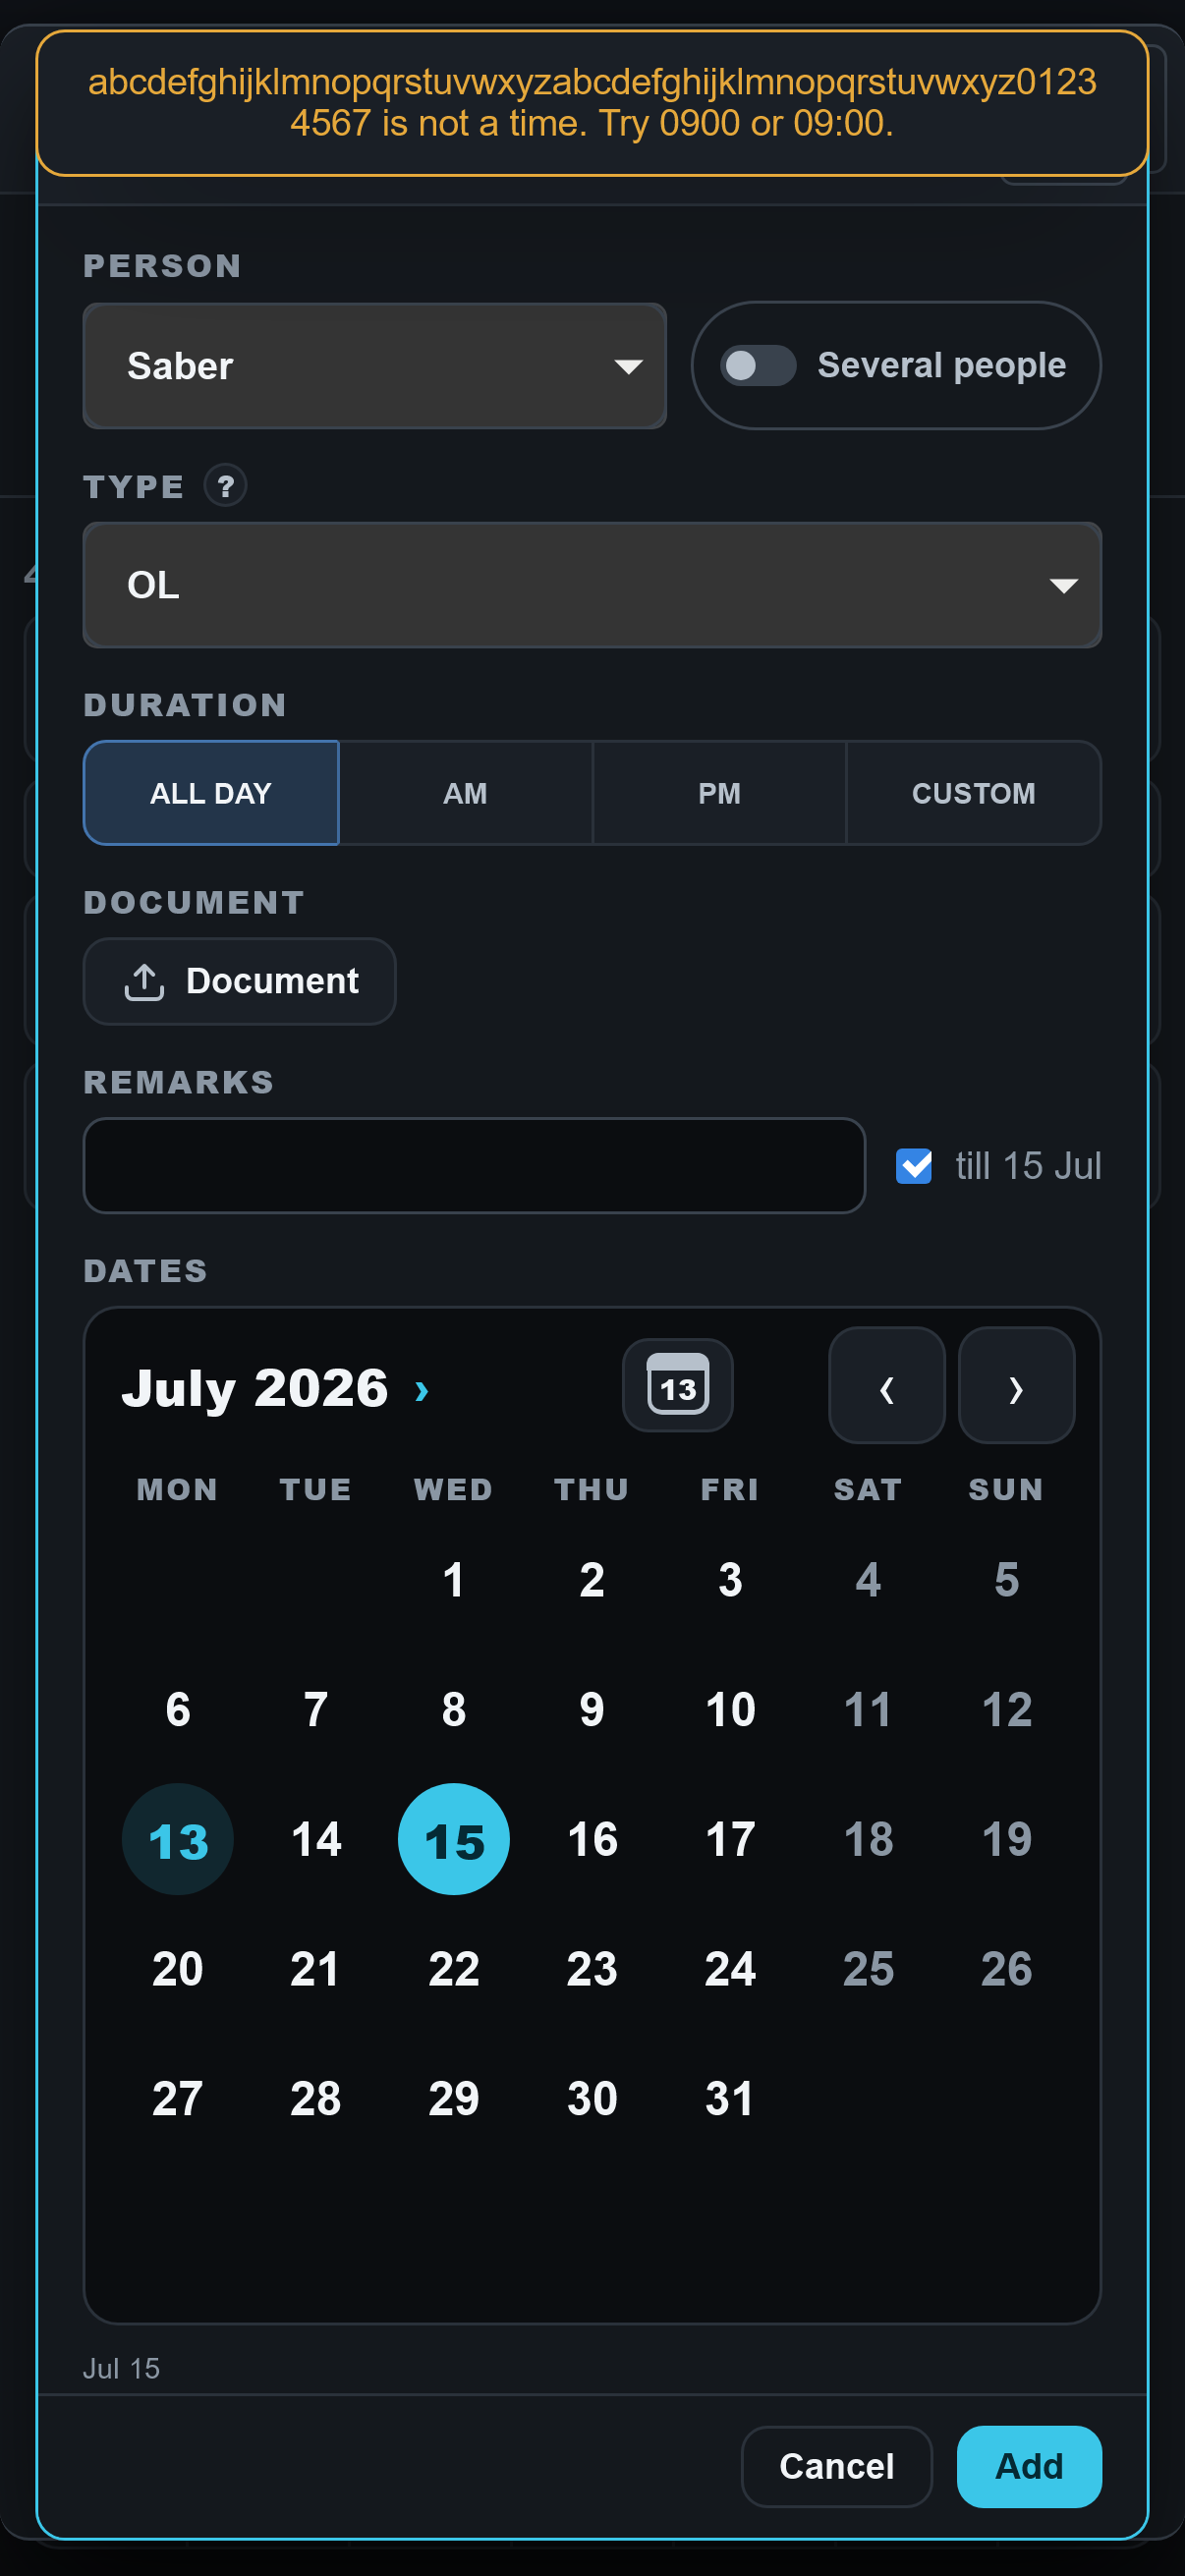 abcdefghijklmnopqrstuvwxyzabcdefghijklmnopqrstuvwxyz0123
4567 is not a time. Try 0900 or 09:00.
PERSON
Saber
Several people
TYPE ?
OL
DURATION
ALL DAY AM PM CUSTOM
DOCUMENT
Document
REMARKS
till 15 Jul
DATES
July 2026 › 13 ‹ ›
MON TUE WED THU FRI SAT SUN
1 2 3 4 5
6 7 8 9 10 11 12
13 14 15 16 17 18 19
20 21 22 23 24 25 26
27 28 29 30 31
Jul 15
Cancel Add